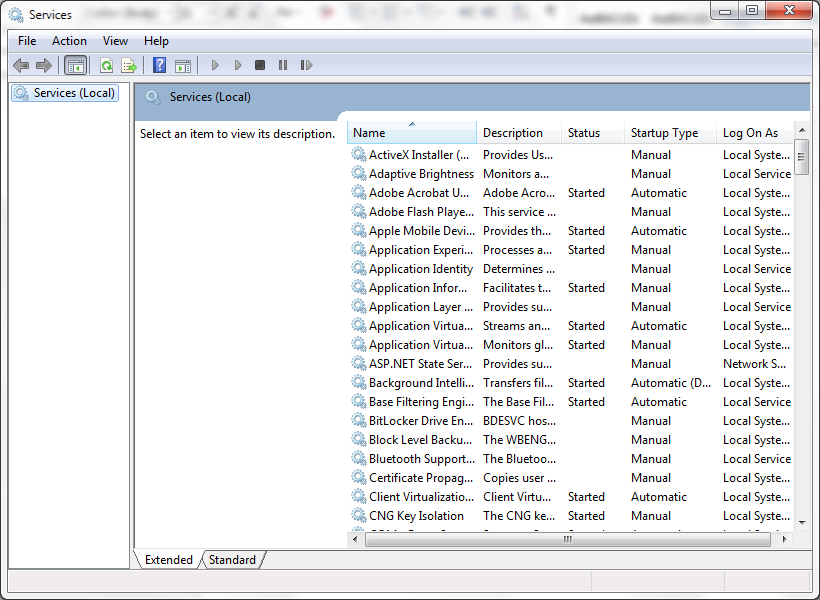 Services
File Action View Help
Services (Local)
Services (Local)
Select an item to view its description.
Name Description Status Startup Type Log On As
ActiveX Installer (... Provides Us... Manual Local Syste...
Adaptive Brightness Monitors a... Manual Local Service
Adobe Acrobat U... Adobe Acro... Started Automatic Local Syste...
Adobe Flash Playe... This service ... Manual Local Syste...
Apple Mobile Devi... Provides th... Started Automatic Local Syste...
Application Experi... Processes a... Started Manual Local Syste...
Application Identity Determines ... Manual Local Service
Application Infor... Facilitates t... Started Manual Local Syste...
Application Layer ... Provides su... Manual Local Service
Application Virtua... Streams an... Started Automatic Local Syste...
Application Virtua... Monitors gl... Started Manual Local Syste...
ASP.NET State Ser... Provides su... Manual Network S...
Background Intelli... Transfers fil... Started Automatic (D... Local Syste...
Base Filtering Engi... The Base Fil... Started Automatic Local Service
BitLocker Drive En... BDESVC hos... Manual Local Syste...
Block Level Backu... The WBENG... Manual Local Syste...
Bluetooth Support... The Bluetoo... Manual Local Service
Certificate Propag... Copies user ... Manual Local Syste...
Client Virtualizatio... Client Virtu... Started Automatic Local Syste...
CNG Key Isolation The CNG ke... Started Manual Local Syste...
Extended Standard